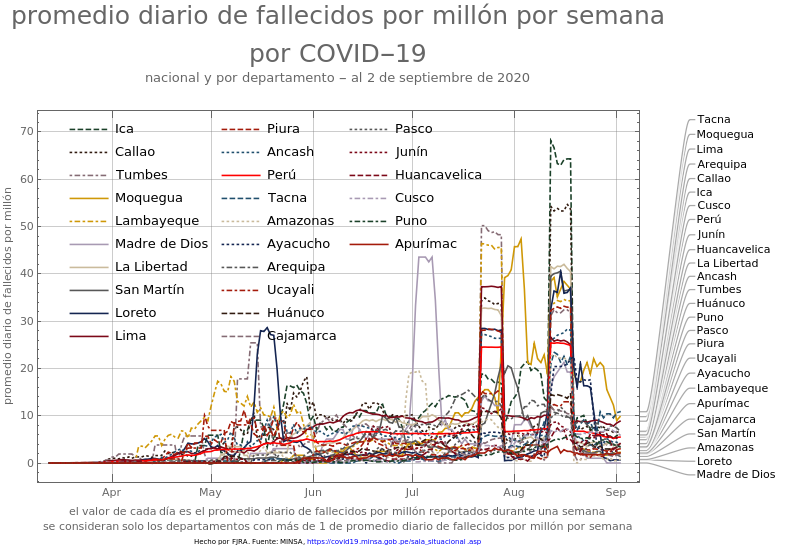 promedio diario de fallecidos por millón por semana
por COVID−19
nacional y por departamento − al 2 de septiembre de 2020
promedio diario de fallecidos por millón
70
60
50
40
30
20
10
0
Apr
May
Jun
Jul
Aug
Sep
Ica
Callao
Tumbes
Moquegua
Lambayeque
Madre de Dios
La Libertad
San Martín
Loreto
Lima
Piura
Ancash
Perú
Tacna
Amazonas
Ayacucho
Arequipa
Ucayali
Huánuco
Cajamarca
Pasco
Junín
Huancavelica
Cusco
Puno
Apurímac
Tacna
Moquegua
Lima
Arequipa
Callao
Ica
Cusco
Perú
Junín
Huancavelica
La Libertad
Ancash
Tumbes
Huánuco
Puno
Pasco
Piura
Ucayali
Ayacucho
Lambayeque
Apurímac
Cajamarca
San Martín
Amazonas
Loreto
Madre de Dios
el valor de cada día es el promedio diario de fallecidos por millón reportados durante una semana
se consideran solo los departamentos con más de 1 de promedio diario de fallecidos por millón por semana
Hecho por FJRA. Fuente: MINSA, https://covid19.minsa.gob.pe/sala_situacional.asp